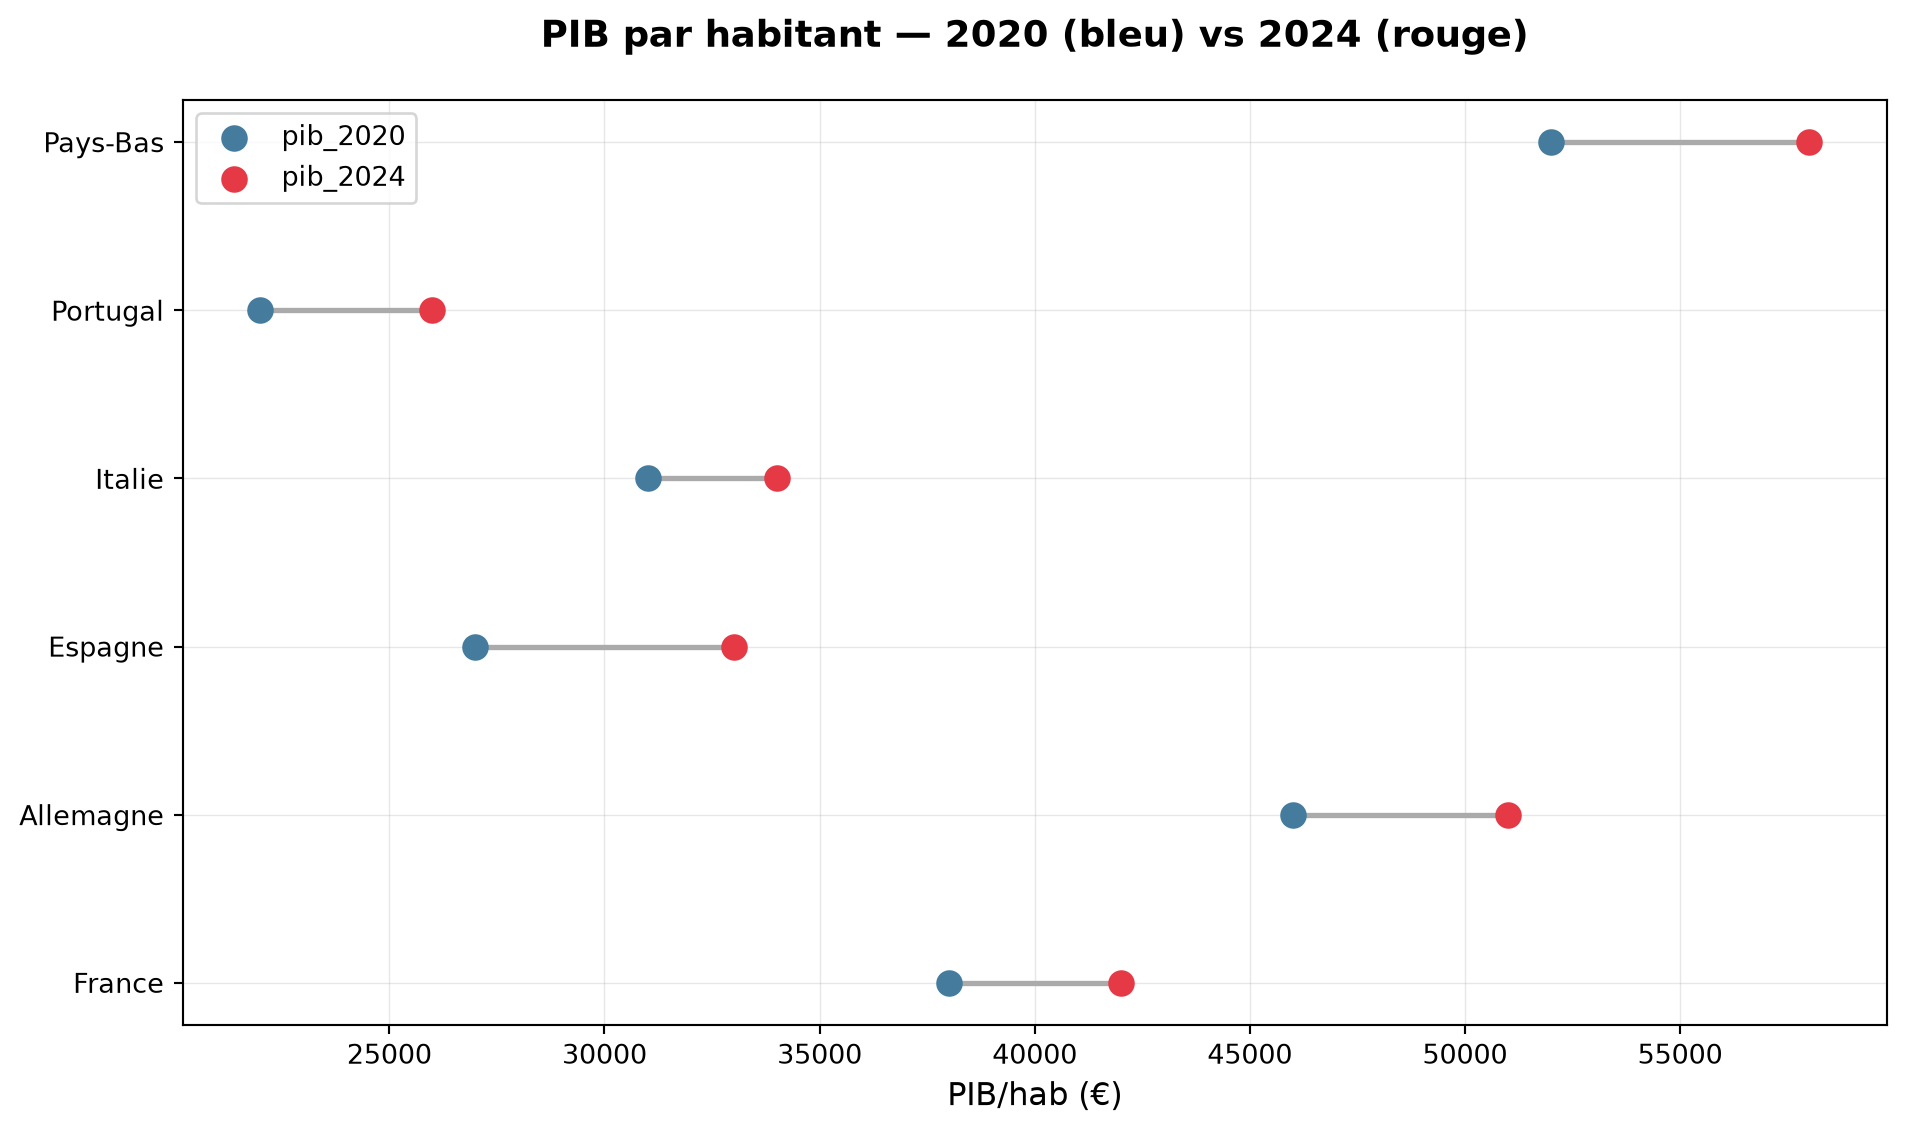 PIB par habitant — 2020 (bleu) vs 2024 (rouge)
pib_2020
pib_2024
Pays-Bas
Portugal
Italie
Espagne
Allemagne
France
25000 30000 35000 40000 45000 50000 55000
PIB/hab (€)